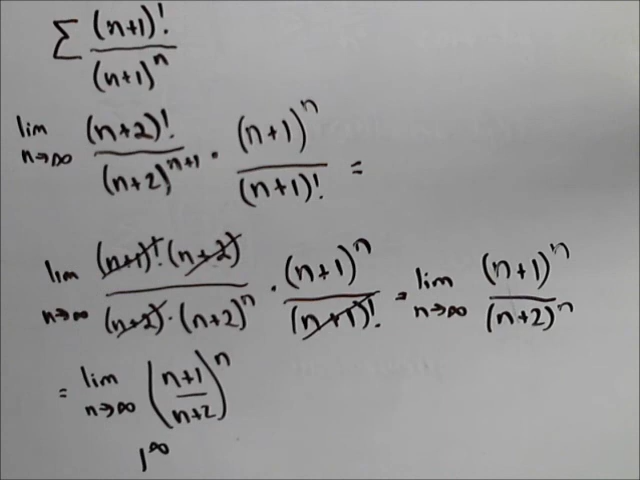 ∑ (n+1)! / (n+1)^n
lim n→∞ (n+2)! / (n+2)^(n+1) · (n+1)^n / (n+1)! =
lim n→∞ (n+1)!(n+2) / (n+2)·(n+2)^n · (n+1)^n / (n+1)! = lim n→∞ (n+1)^n / (n+2)^n
= lim n→∞ ((n+1)/(n+2))^n
1^∞